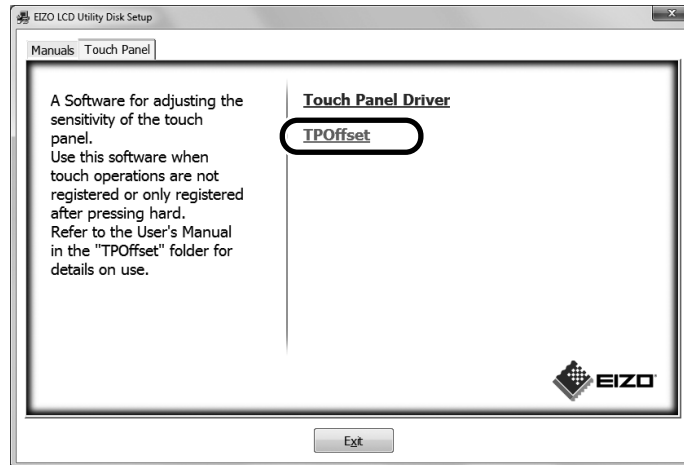 EIZO LCD Utility Disk Setup
x
Manuals Touch Panel
A Software for adjusting the
sensitivity of the touch
panel.
Use this software when
touch operations are not
registered or only registered
after pressing hard.
Refer to the User's Manual
in the "TPOffset" folder for
details on use.
Touch Panel Driver
TPOffset
EIZO
Exit